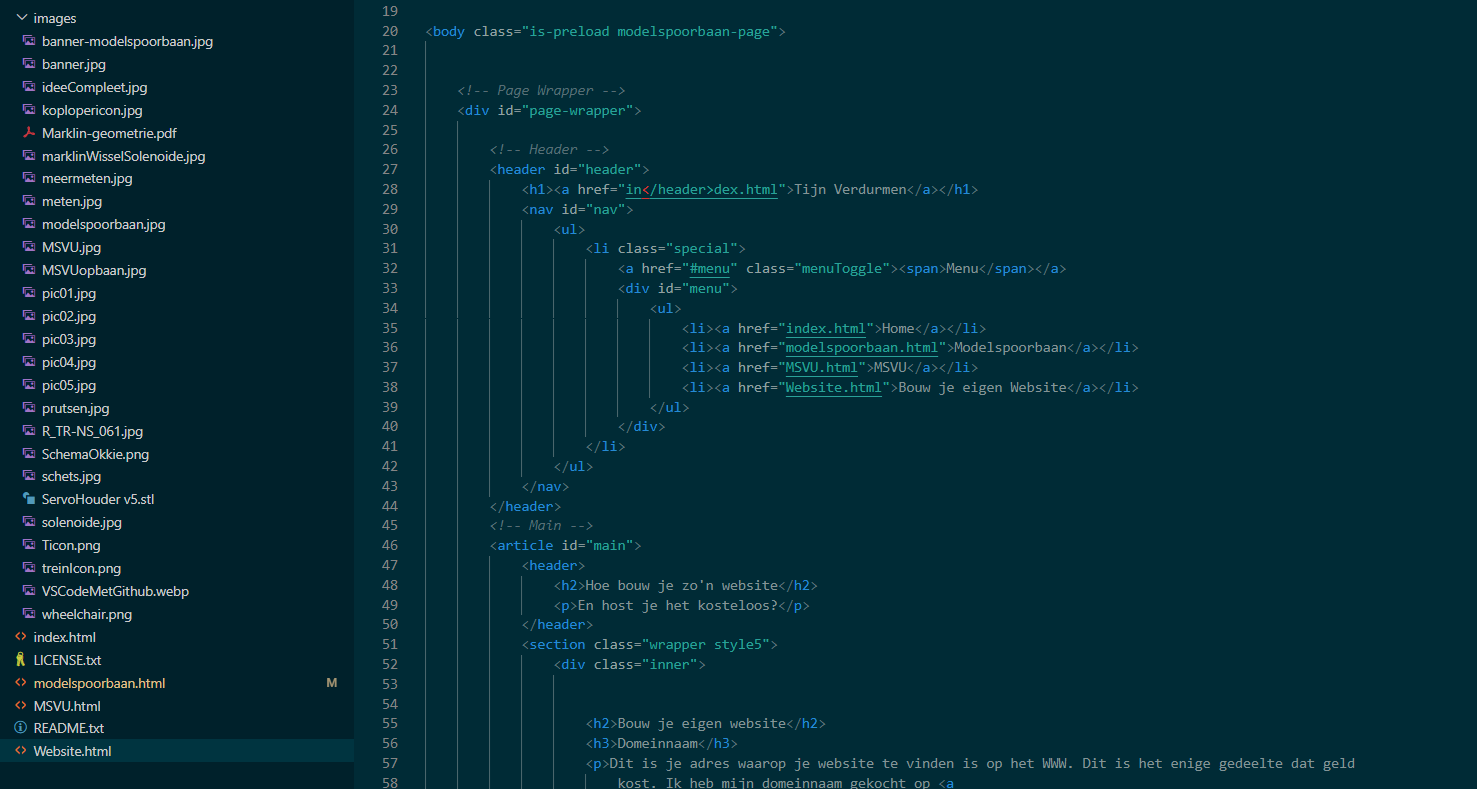 images
banner-modelspoorbaan.jpg
banner.jpg
ideeCompleet.jpg
koplopericon.jpg
Marklin-geometrie.pdf
marklinWisselSolenoide.jpg
meermeten.jpg
meten.jpg
modelspoorbaan.jpg
MSVU.jpg
MSVUopbaan.jpg
pic01.jpg
pic02.jpg
pic03.jpg
pic04.jpg
pic05.jpg
prutsen.jpg
R_TR-NS_061.jpg
SchemaOkkie.png
schets.jpg
ServoHouder v5.stl
solenoide.jpg
Ticon.png
treinIcon.png
VSCodeMetGithub.webp
wheelchair.png
index.html
LICENSE.txt
modelspoorbaan.html M
MSVU.html
README.txt
Website.html
19
20 <body class="is-preload modelspoorbaan-page">
21
22
23 <!-- Page Wrapper -->
24 <div id="page-wrapper">
25
26 <!-- Header -->
27 <header id="header">
28 <h1><a href="in</header>dex.html">Tijn Verdurmen</a></h1>
29 <nav id="nav">
30 <ul>
31 <li class="special">
32 <a href="#menu" class="menuToggle"><span>Menu</span></a>
33 <div id="menu">
34 <ul>
35 <li><a href="index.html">Home</a></li>
36 <li><a href="modelspoorbaan.html">Modelspoorbaan</a></li>
37 <li><a href="MSVU.html">MSVU</a></li>
38 <li><a href="Website.html">Bouw je eigen Website</a></li>
39 </ul>
40 </div>
41 </li>
42 </ul>
43 </nav>
44 </header>
45 <!-- Main -->
46 <article id="main">
47 <header>
48 <h2>Hoe bouw je zo'n website</h2>
49 <p>En host je het kosteloos?</p>
50 </header>
51 <section class="wrapper style5">
52 <div class="inner">
53
54
55 <h2>Bouw je eigen website</h2>
56 <h3>Domeinnaam</h3>
57 <p>Dit is je adres waarop je website te vinden is op het WWW. Dit is het enige gedeelte dat geld
58 kost. Ik heb mijn domeinnaam gekocht op <a